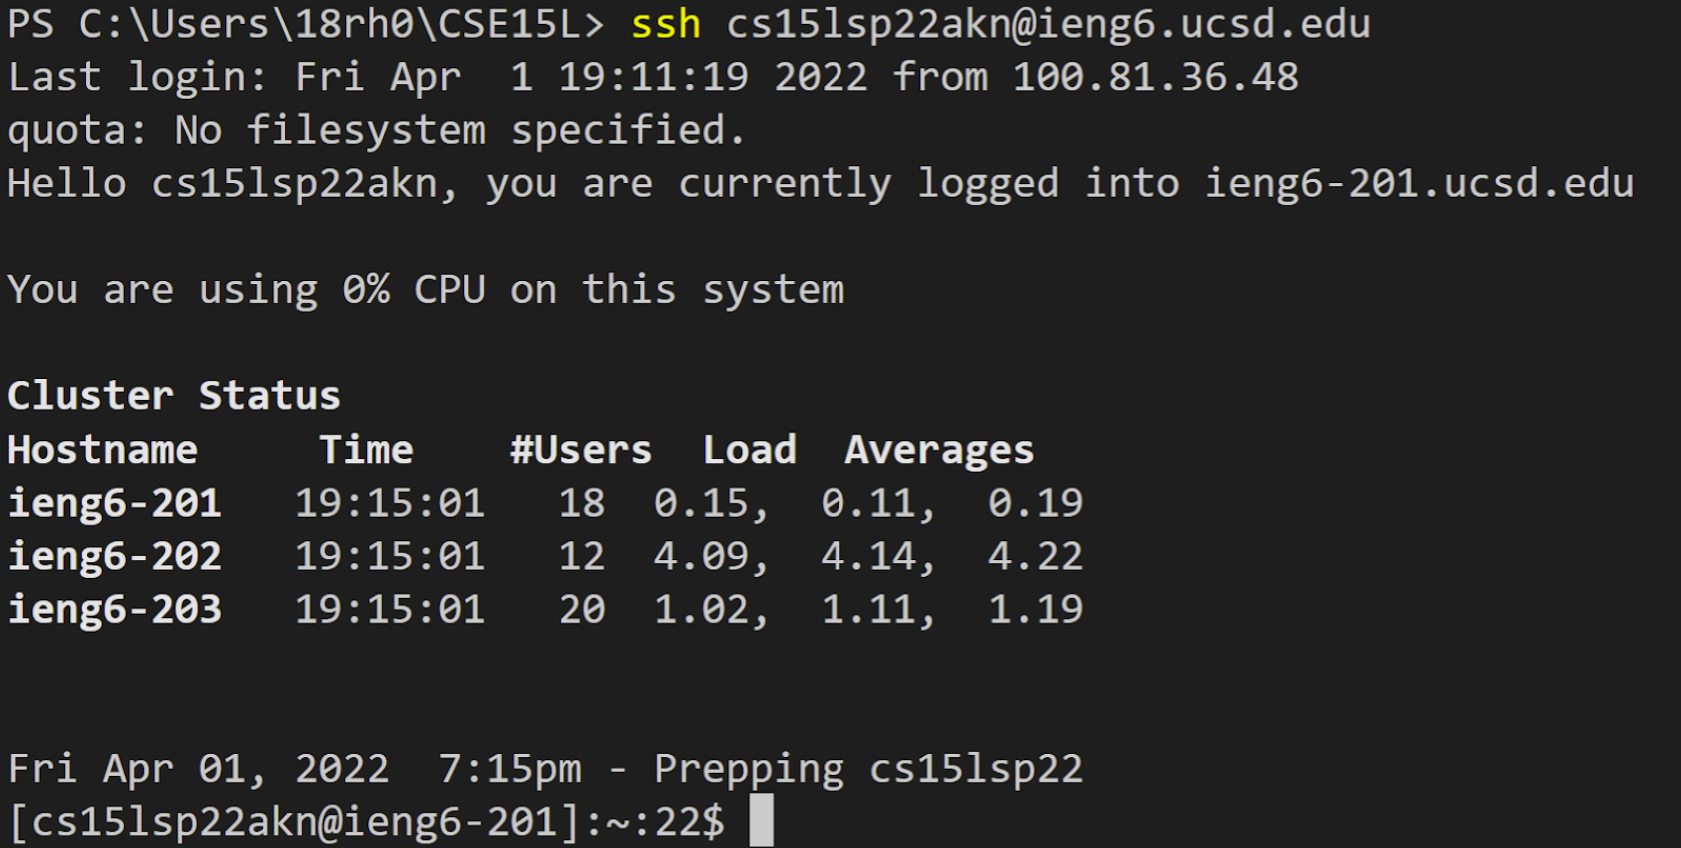 PS C:\Users\18rh0\CSE15L> ssh cs15lsp22akn@ieng6.ucsd.edu
Last login: Fri Apr  1 19:11:19 2022 from 100.81.36.48
quota: No filesystem specified.
Hello cs15lsp22akn, you are currently logged into ieng6-201.ucsd.edu
You are using 0% CPU on this system
Cluster Status
Hostname     Time    #Users  Load  Averages
ieng6-201   19:15:01   18  0.15,  0.11,  0.19
ieng6-202   19:15:01   12  4.09,  4.14,  4.22
ieng6-203   19:15:01   20  1.02,  1.11,  1.19
Fri Apr 01, 2022  7:15pm - Prepping cs15lsp22
[cs15lsp22akn@ieng6-201]:~:22$